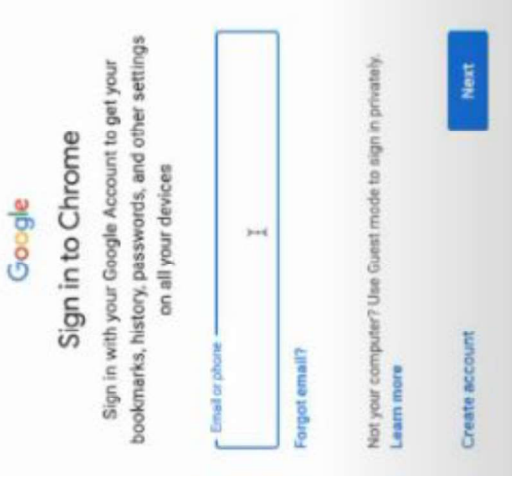 Google
Sign in to Chrome
Sign in with your Google Account to get your
bookmarks, history, passwords, and other settings
on all your devices
Email or phone
Forgot email?
Not your computer? Use Guest mode to sign in privately.
Learn more
Create account
Next